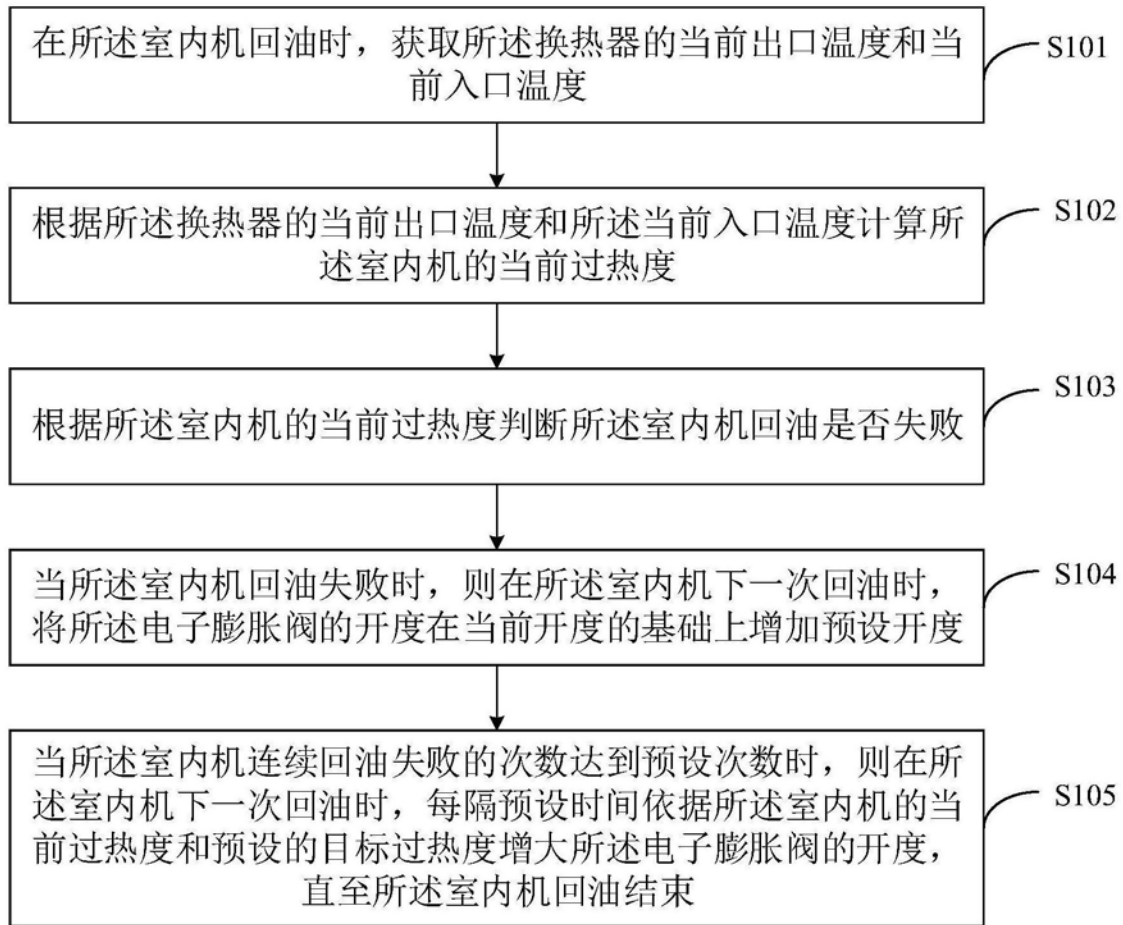 在所述室内机回油时，获取所述换热器的当前出口温度和当
前入口温度
S101
根据所述换热器的当前出口温度和所述当前入口温度计算所
述室内机的当前过热度
S102
根据所述室内机的当前过热度判断所述室内机回油是否失败
S103
当所述室内机回油失败时，则在所述室内机下一次回油时，
将所述电子膨胀阀的开度在当前开度的基础上增加预设开度
S104
当所述室内机连续回油失败的次数达到预设次数时，则在所
述室内机下一次回油时，每隔预设时间依据所述室内机的当
前过热度和预设的目标过热度增大所述电子膨胀阀的开度，
直至所述室内机回油结束
S105